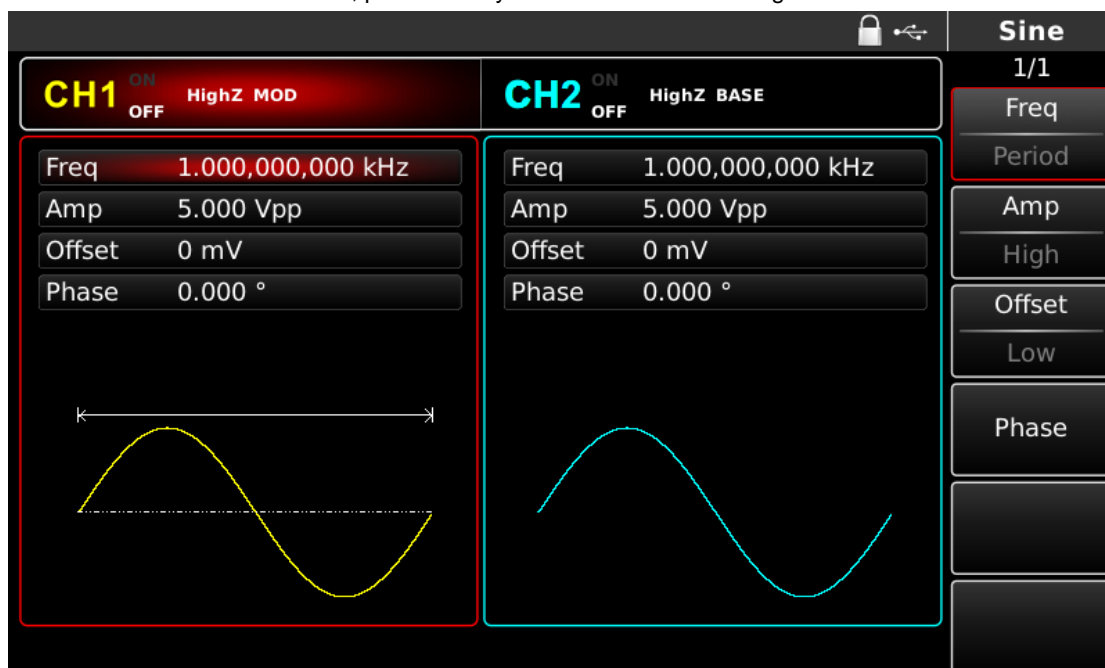 Sine
1/1
CH1 ON OFF HighZ MOD
CH2 ON OFF HighZ BASE
Freq 1.000,000,000 kHz
Amp 5.000 Vpp
Offset 0 mV
Phase 0.000 °
Freq 1.000,000,000 kHz
Amp 5.000 Vpp
Offset 0 mV
Phase 0.000 °
Freq
Period
Amp
High
Offset
Low
Phase